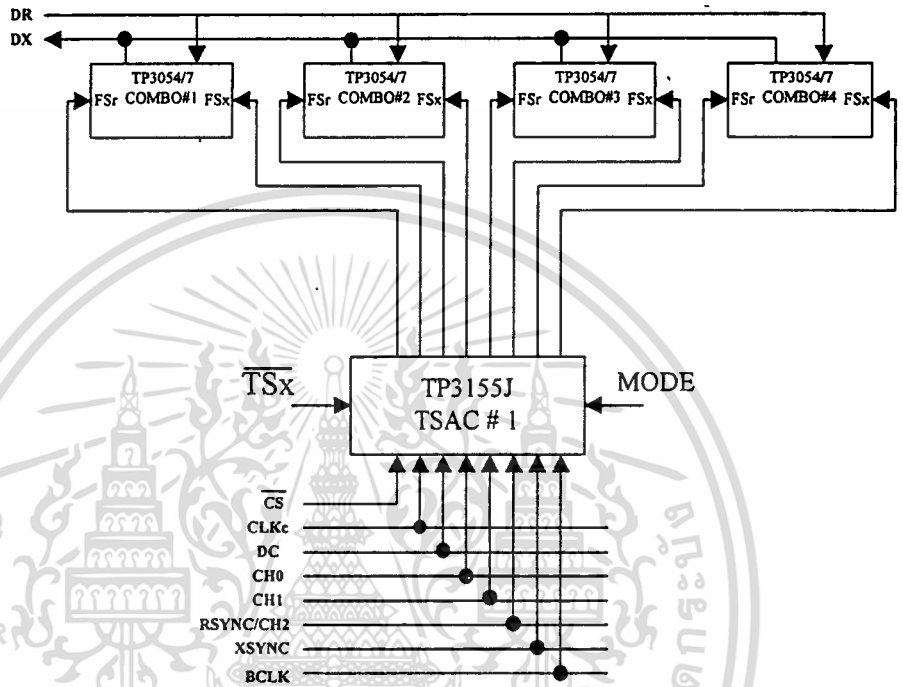 DR
DX
TP3054/7
FSr COMBO#1 FSx
TP3054/7
FSr COMBO#2 FSx
TP3054/7
FSr COMBO#3 FSx
TP3054/7
FSr COMBO#4 FSx
TSx
TP3155J
TSAC # 1
MODE
CS
CLKc
DC
CH0
CH1
RSYNC/CH2
XSYNC
BCLK